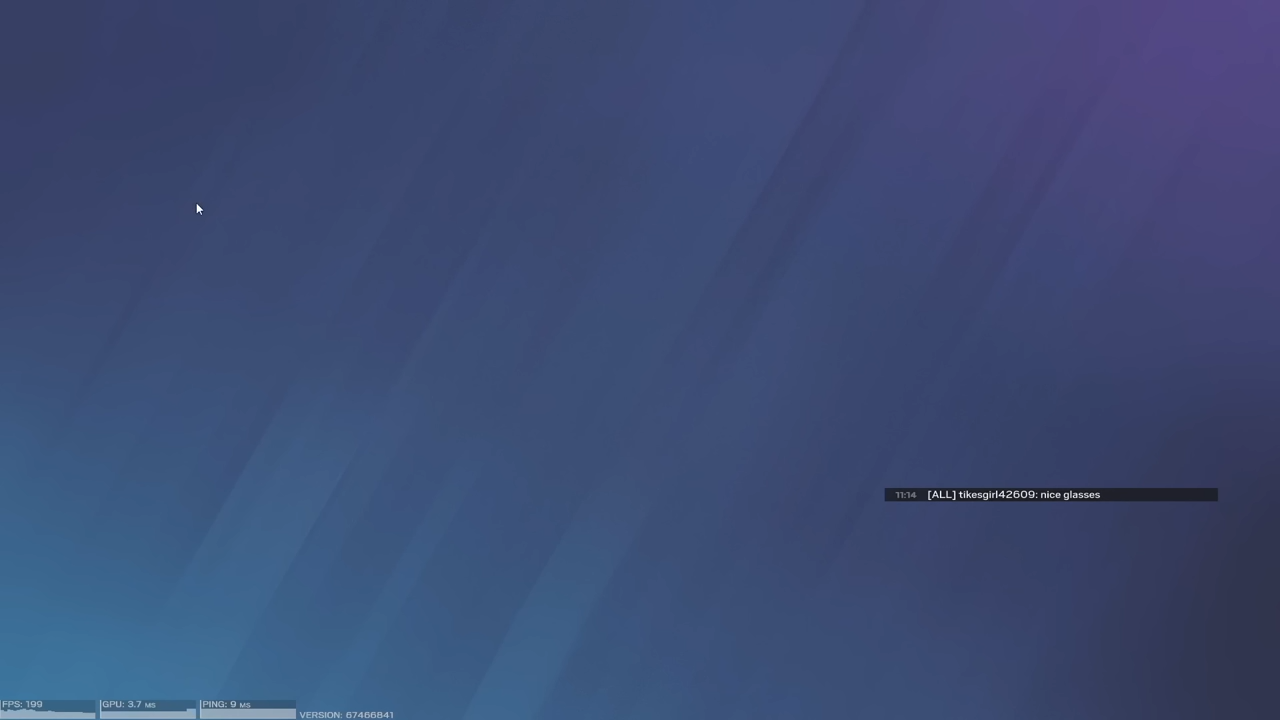 11:14 [ALL] tikesgirl42609: nice glasses
FPS: 199 GPU: 3.7 MS PING: 9 MS VERSION: 67466841